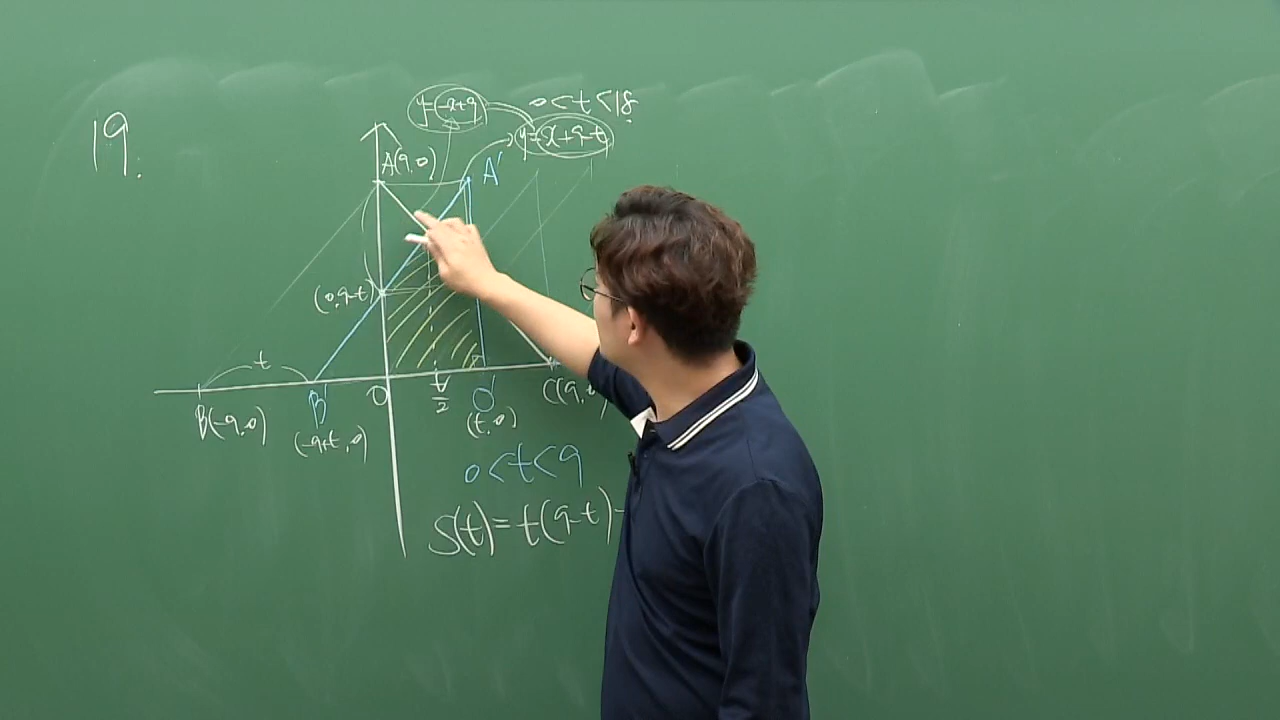 19.
y=-x+9
0<t<18
y=x+9-t
A(9,0)
A'
(0,9-t)
t
B'
O
t/2
O'
C(9,
B(-9,0)
(-9+t,0)
(t,0)
0<t<9
S(t)=t(9-t)-